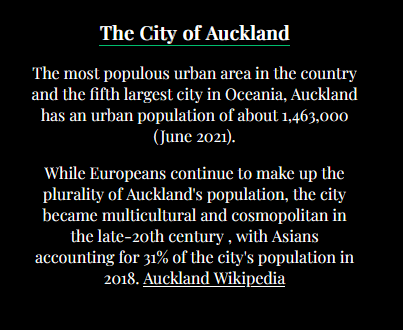 The City of Auckland
The most populous urban area in the country
and the fifth largest city in Oceania, Auckland
has an urban population of about 1,463,000
(June 2021).
While Europeans continue to make up the
plurality of Auckland's population, the city
became multicultural and cosmopolitan in
the late-20th century , with Asians
accounting for 31% of the city's population in
2018. Auckland Wikipedia